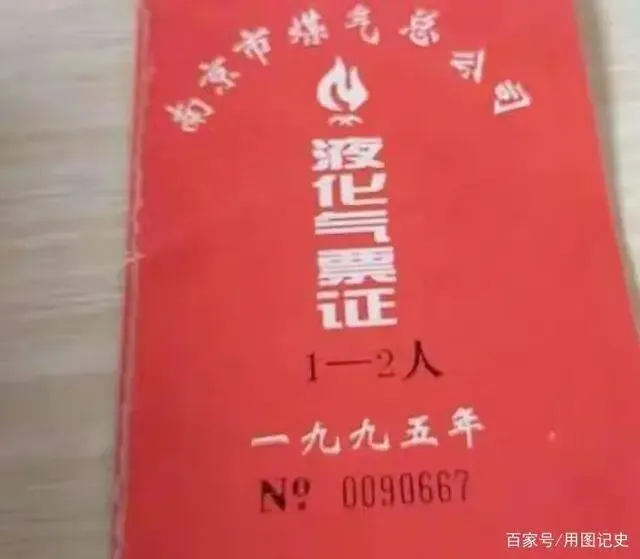 南京市煤气总公司
液化气票证
1—2人
一九九五年
Nº 0090667
百家号/用图记史